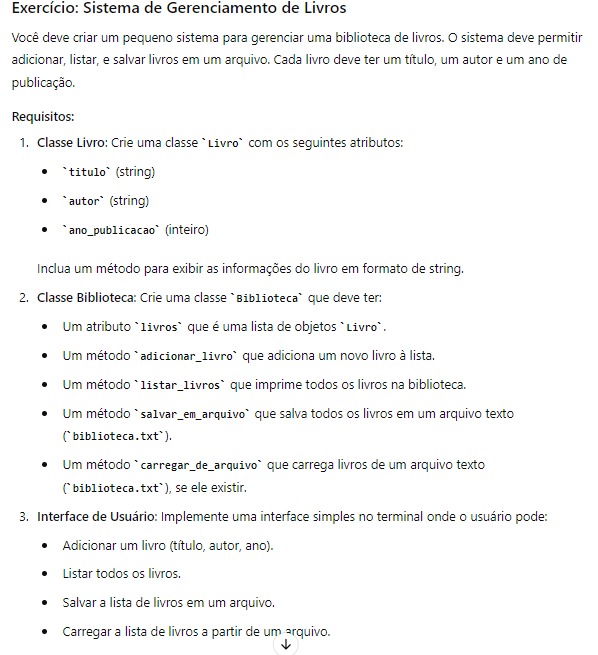 Exercício: Sistema de Gerenciamento de Livros
Você deve criar um pequeno sistema para gerenciar uma biblioteca de livros. O sistema deve permitir
adicionar, listar, e salvar livros em um arquivo. Cada livro deve ter um título, um autor e um ano de
publicação.
Requisitos:
1. Classe Livro: Crie uma classe `Livro` com os seguintes atributos:
• `titulo` (string)
• `autor` (string)
• `ano_publicacao` (inteiro)
Inclua um método para exibir as informações do livro em formato de string.
2. Classe Biblioteca: Crie uma classe `Biblioteca` que deve ter:
• Um atributo `livros` que é uma lista de objetos `Livro`.
• Um método `adicionar_livro` que adiciona um novo livro à lista.
• Um método `listar_livros` que imprime todos os livros na biblioteca.
• Um método `salvar_em_arquivo` que salva todos os livros em um arquivo texto
(`biblioteca.txt`).
• Um método `carregar_de_arquivo` que carrega livros de um arquivo texto
(`biblioteca.txt`), se ele existir.
3. Interface de Usuário: Implemente uma interface simples no terminal onde o usuário pode:
• Adicionar um livro (título, autor, ano).
• Listar todos os livros.
• Salvar a lista de livros em um arquivo.
• Carregar a lista de livros a partir de um arquivo.